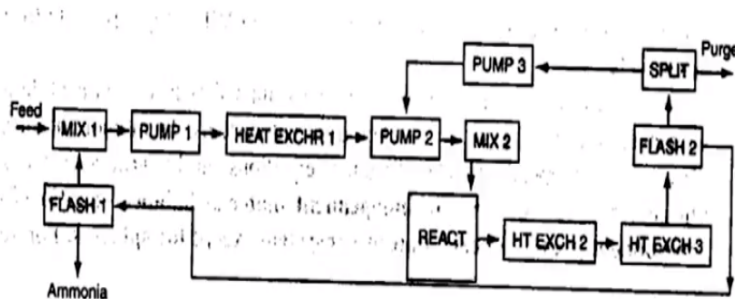 Feed
MIX 1
PUMP 1
HEAT EXCHR 1
PUMP 2
MIX 2
PUMP 3
SPLIT
Purge
FLASH 2
FLASH 1
REACT
HT EXCH 2
HT EXCH 3
Ammonia